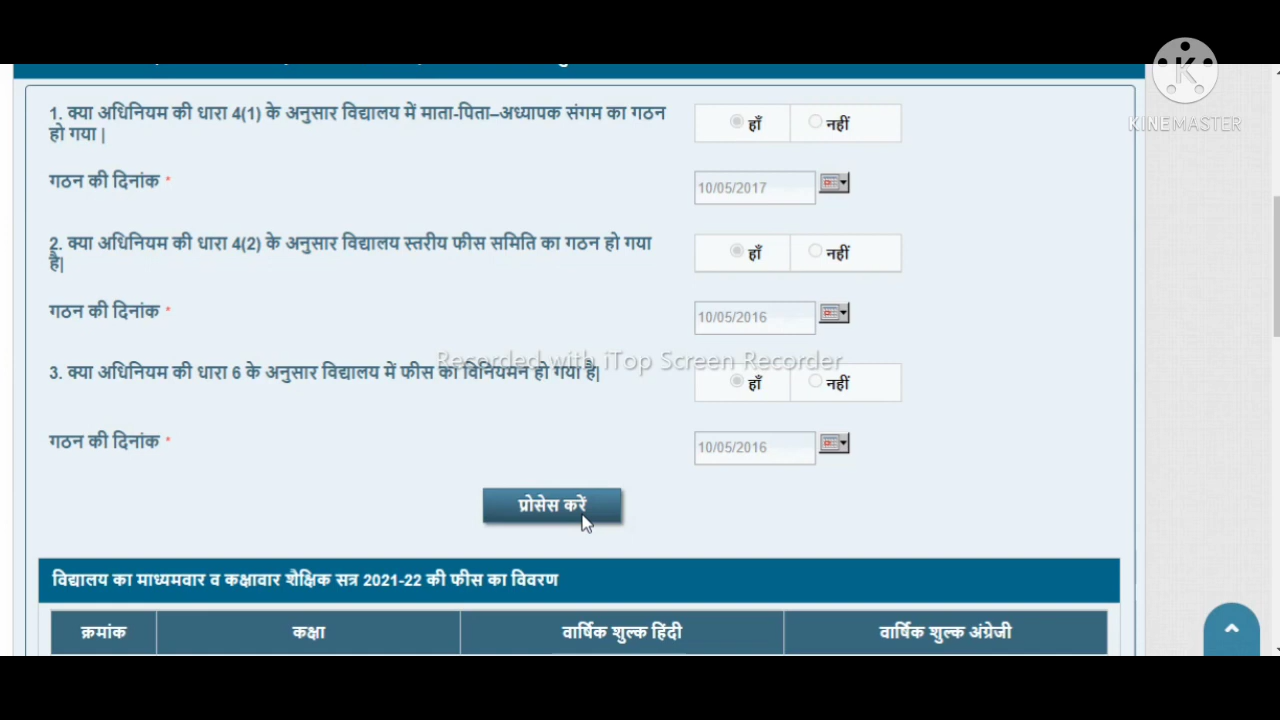 KINEMASTER
1. क्या अधिनियम की धारा 4(1) के अनुसार विद्यालय में माता-पिता–अध्यापक संगम का गठन
हो गया |
हाँ नहीं
गठन की दिनांक *
10/05/2017
2. क्या अधिनियम की धारा 4(2) के अनुसार विद्यालय स्तरीय फीस समिति का गठन हो गया
है|
हाँ नहीं
गठन की दिनांक *
10/05/2016
Recorded with iTop Screen Recorder
3. क्या अधिनियम की धारा 6 के अनुसार विद्यालय में फीस का विनियमन हो गया है|
हाँ नहीं
गठन की दिनांक *
10/05/2016
प्रोसेस करें
विद्यालय का माध्यमवार व कक्षावार शैक्षिक सत्र 2021-22 की फीस का विवरण
क्रमांक कक्षा वार्षिक शुल्क हिंदी वार्षिक शुल्क अंग्रेजी